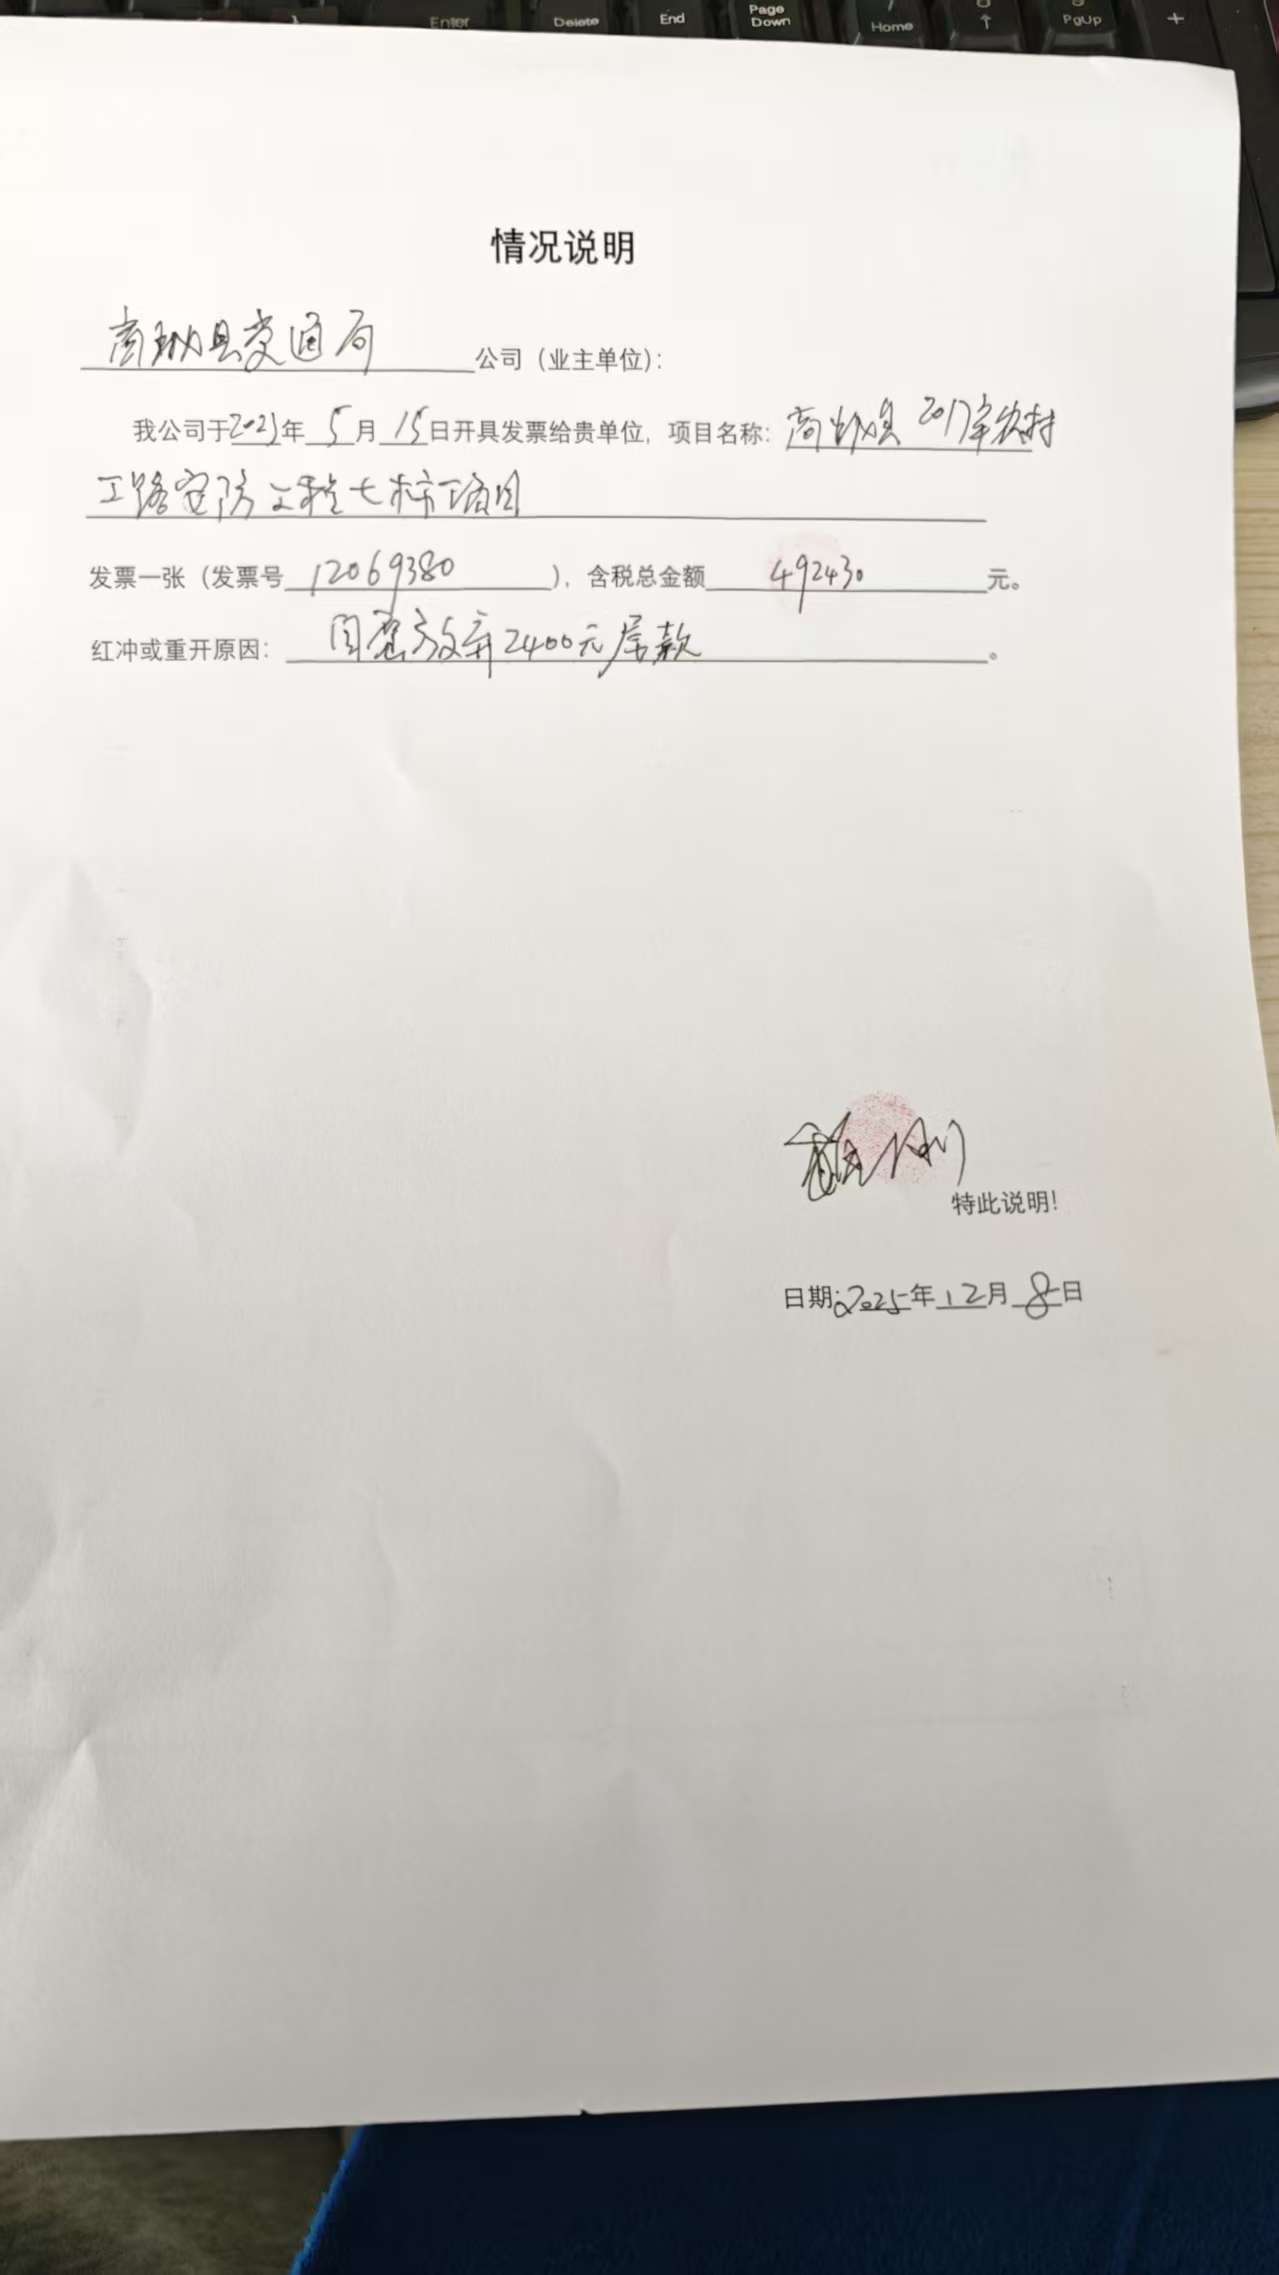 Enter Delete End Page Down Home ↑ PgUp +
情况说明
商城县交通局公司（业主单位）：
我公司于2021年5月15日开具发票给贵单位，项目名称：商城县2017年农村
工路安防工程七标项目
发票一张（发票号12069380），含税总金额492430元。
红冲或重开原因：自愿放弃2400元尾款。
特此说明！
日期：2025年12月8日